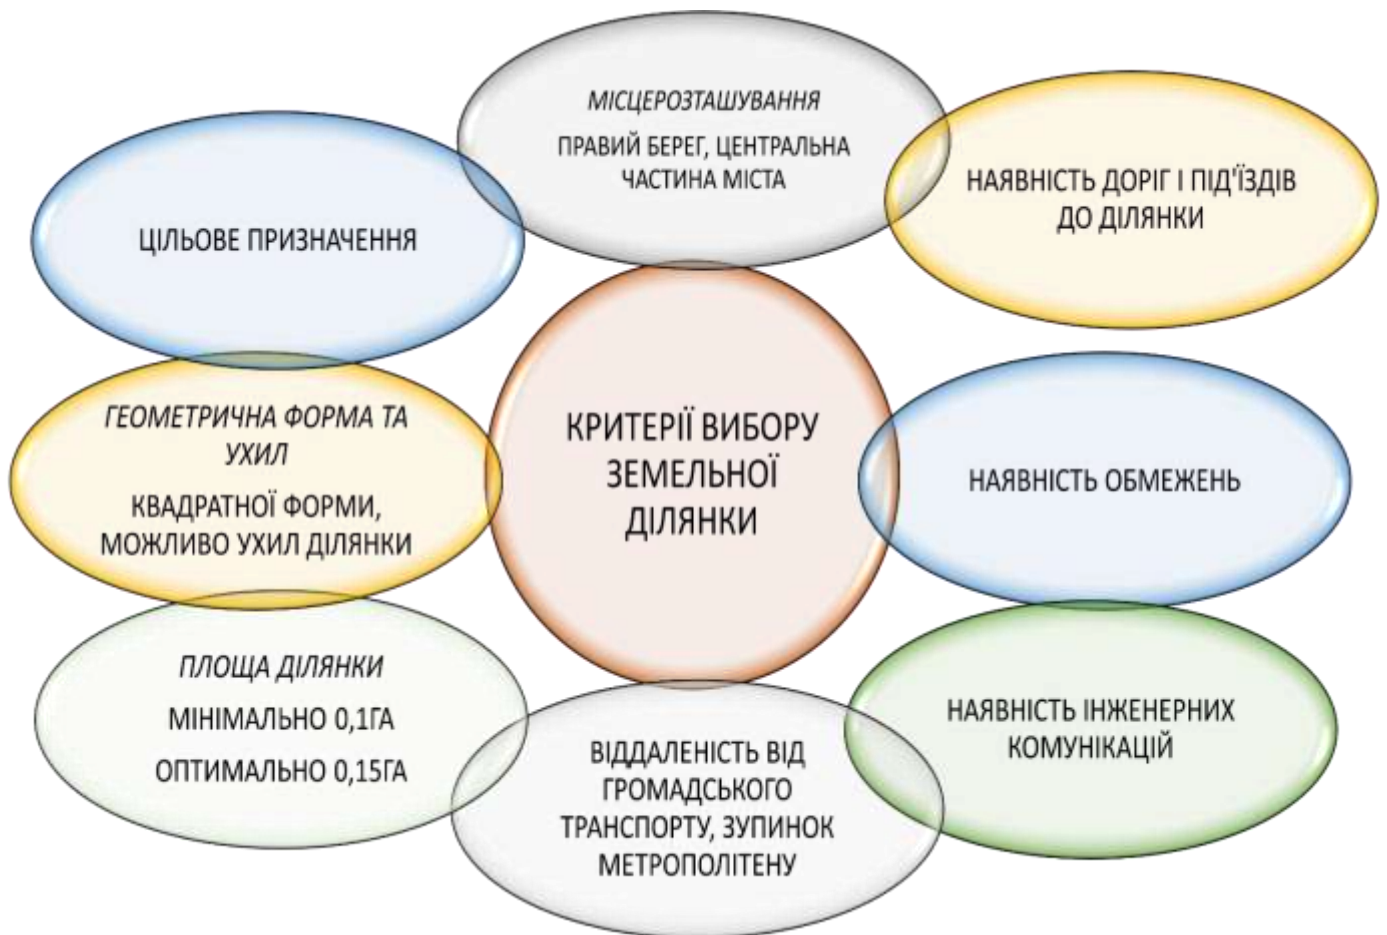 МІСЦЕРОЗТАШУВАННЯ
ПРАВИЙ БЕРЕГ, ЦЕНТРАЛЬНА
ЧАСТИНА МІСТА
НАЯВНІСТЬ ДОРІГ І ПІД'ЇЗДІВ
ДО ДІЛЯНКИ
ЦІЛЬОВЕ ПРИЗНАЧЕННЯ
ГЕОМЕТРИЧНА ФОРМА ТА
УХИЛ
КВАДРАТНОЇ ФОРМИ,
МОЖЛИВО УХИЛ ДІЛЯНКИ
КРИТЕРІЇ ВИБОРУ
ЗЕМЕЛЬНОЇ
ДІЛЯНКИ
НАЯВНІСТЬ ОБМЕЖЕНЬ
ПЛОЩА ДІЛЯНКИ
МІНІМАЛЬНО 0,1ГА
ОПТИМАЛЬНО 0,15ГА
ВІДДАЛЕНІСТЬ ВІД
ГРОМАДСЬКОГО
ТРАНСПОРТУ, ЗУПИНОК
МЕТРОПОЛІТЕНУ
НАЯВНІСТЬ ІНЖЕНЕРНИХ
КОМУНІКАЦІЙ